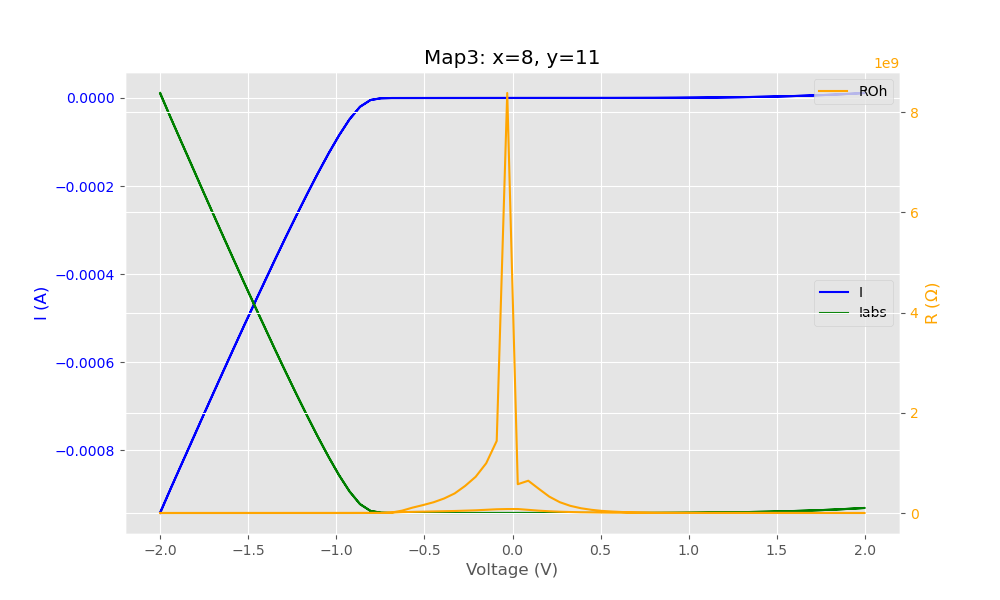 Map3: x=8, y=11
1e9
ROh
I
Iabs
I (A)
0.0000
−0.0002
−0.0004
−0.0006
−0.0008
R (Ω)
8
6
4
2
0
−2.0 −1.5 −1.0 −0.5 0.0 0.5 1.0 1.5 2.0
Voltage (V)